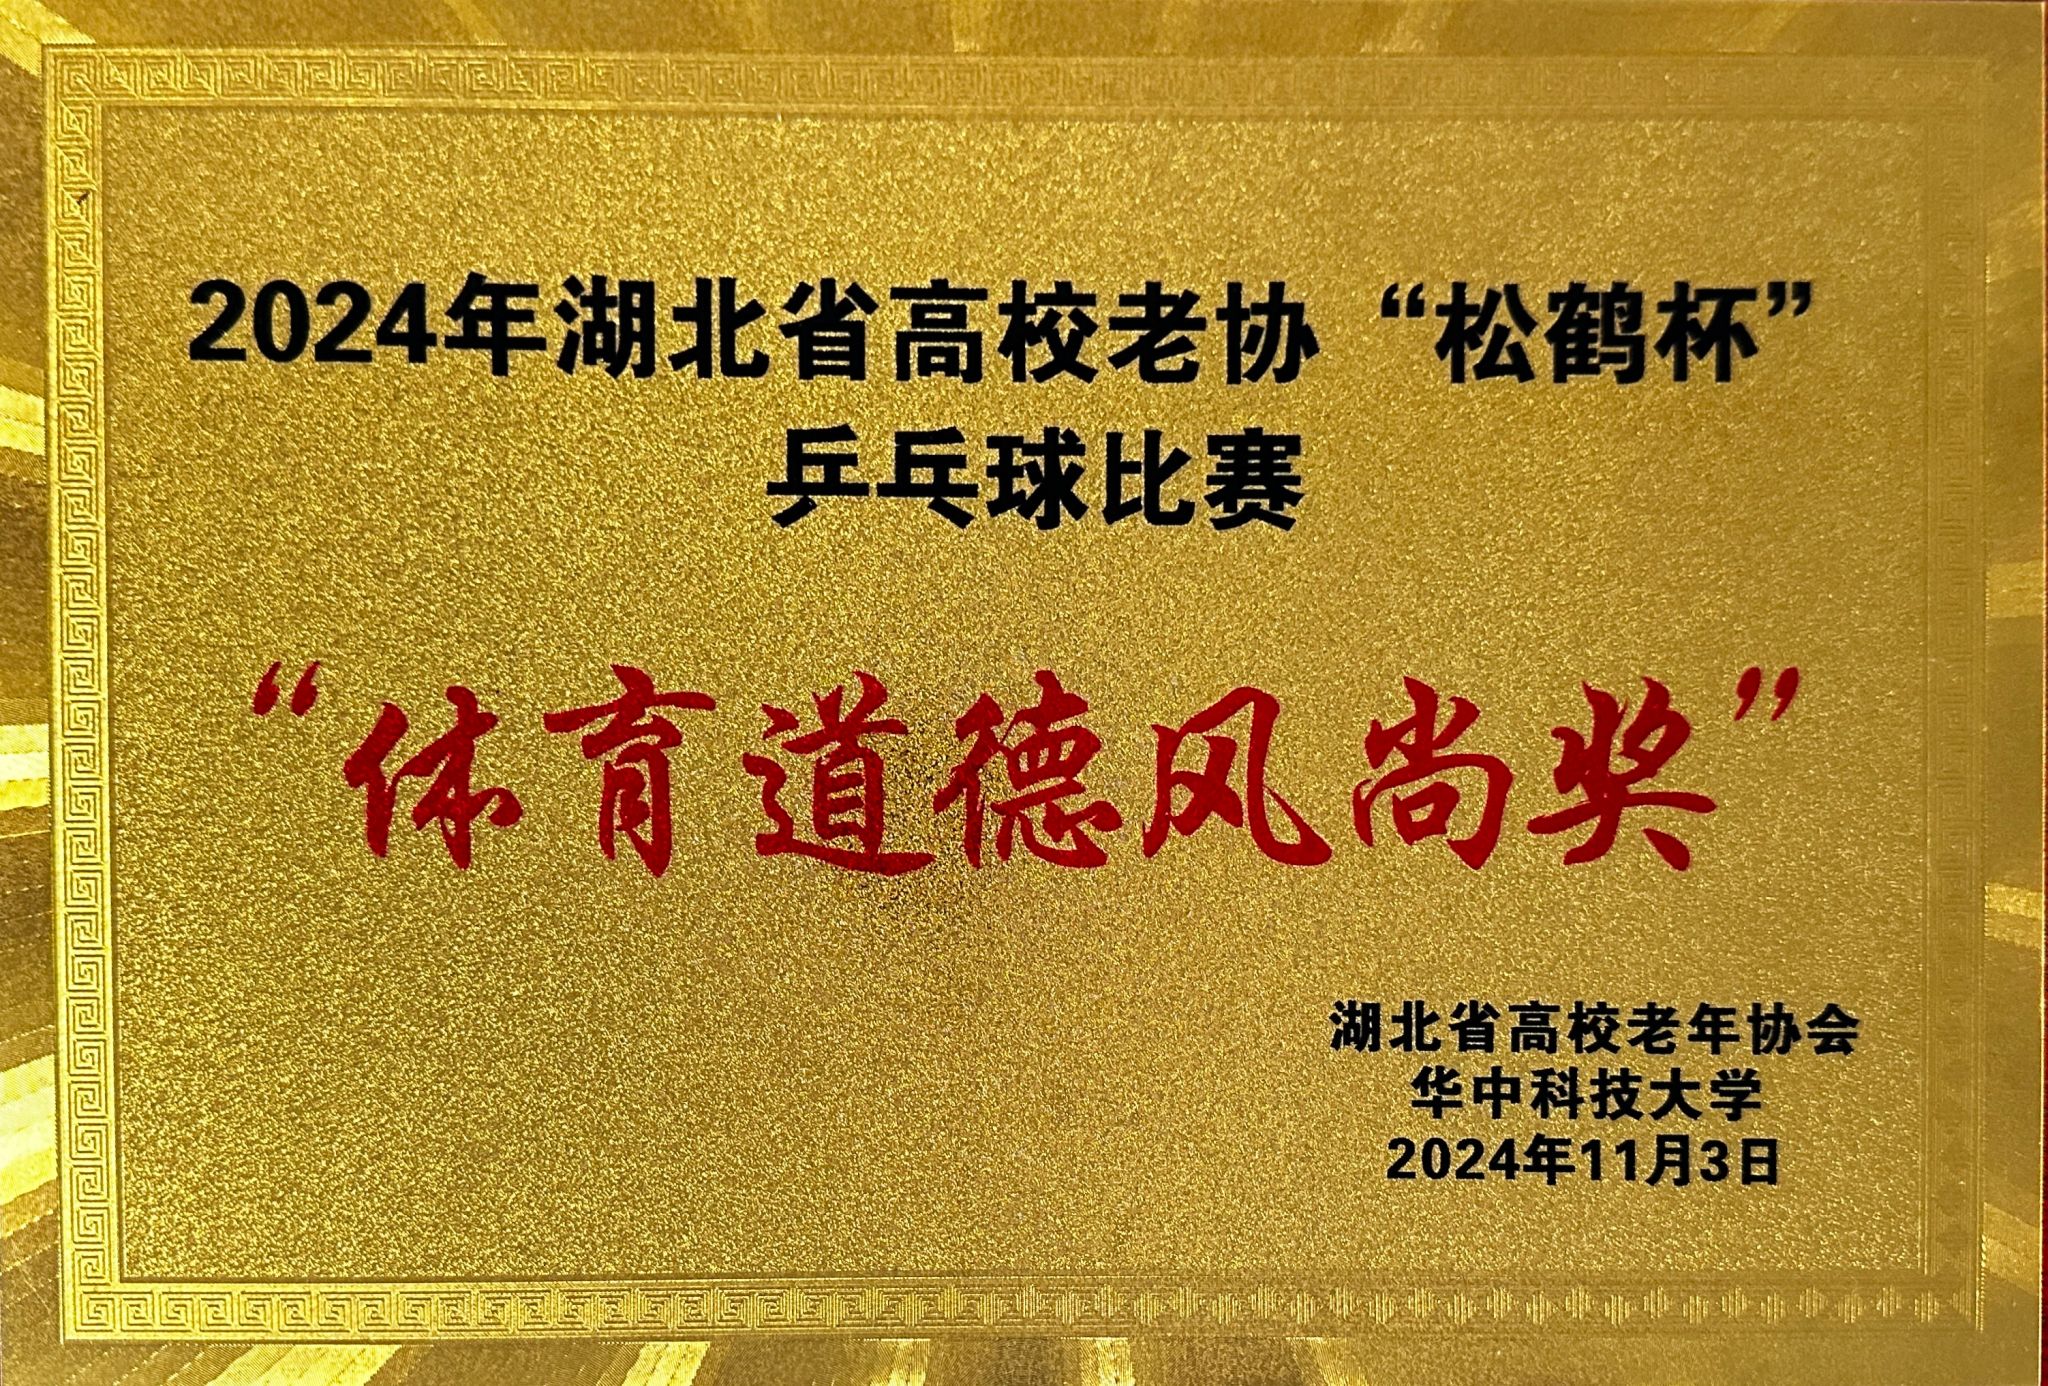 2024年湖北省高校老协“松鹤杯”
乒乓球比赛
“体育道德风尚奖”
湖北省高校老年协会
华中科技大学
2024年11月3日